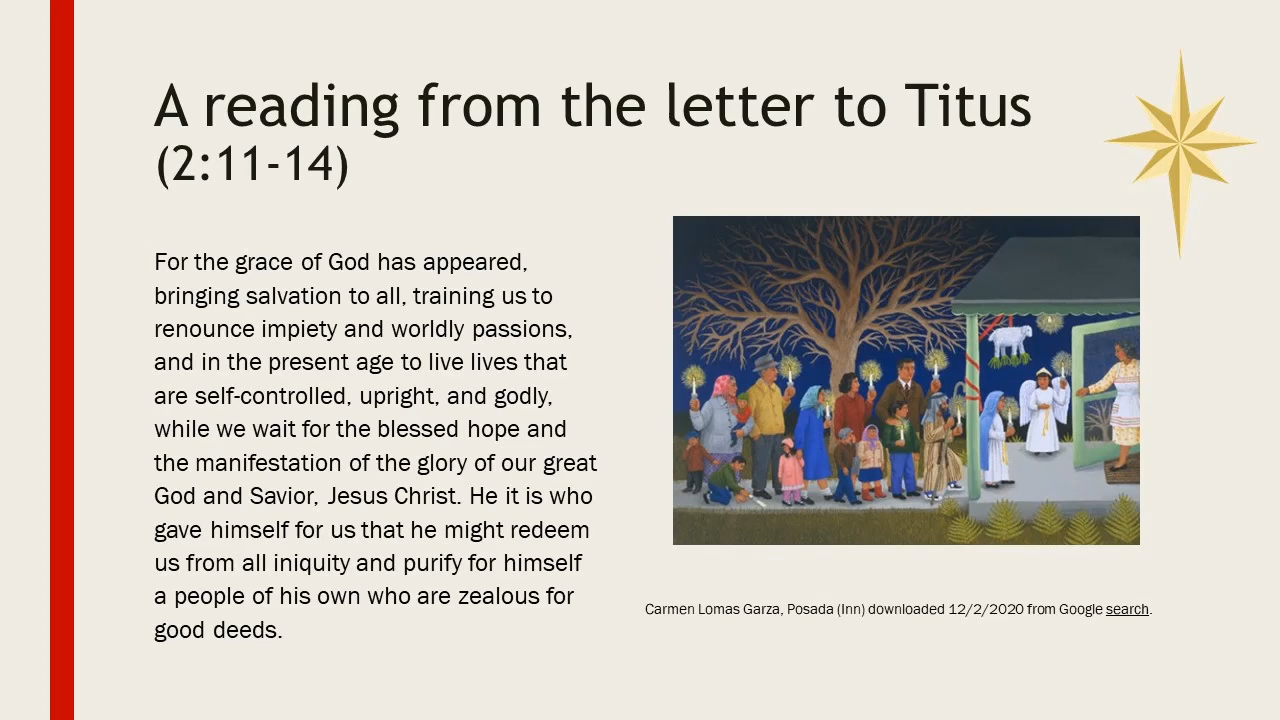 A reading from the letter to Titus
(2:11-14)
For the grace of God has appeared,
bringing salvation to all, training us to
renounce impiety and worldly passions,
and in the present age to live lives that
are self-controlled, upright, and godly,
while we wait for the blessed hope and
the manifestation of the glory of our great
God and Savior, Jesus Christ. He it is who
gave himself for us that he might redeem
us from all iniquity and purify for himself
a people of his own who are zealous for
good deeds.
Carmen Lomas Garza, Posada (Inn) downloaded 12/2/2020 from Google search.